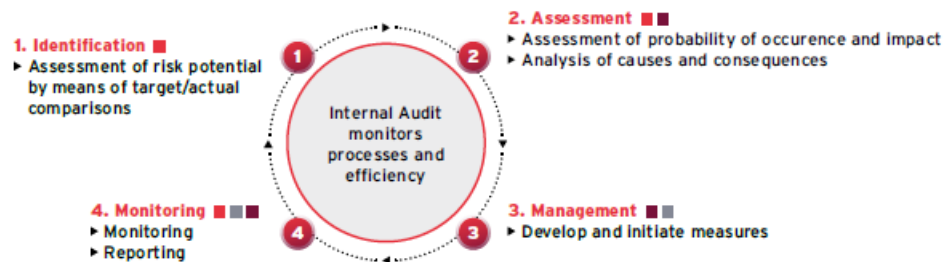 1. Identification
▸ Assessment of risk potential
by means of target/actual
comparisons
1
2. Assessment
▸ Assessment of probability of occurence and impact
▸ Analysis of causes and consequences
2
Internal Audit
monitors
processes and
efficiency
3. Management
▸ Develop and initiate measures
3
4. Monitoring
▸ Monitoring
▸ Reporting
4